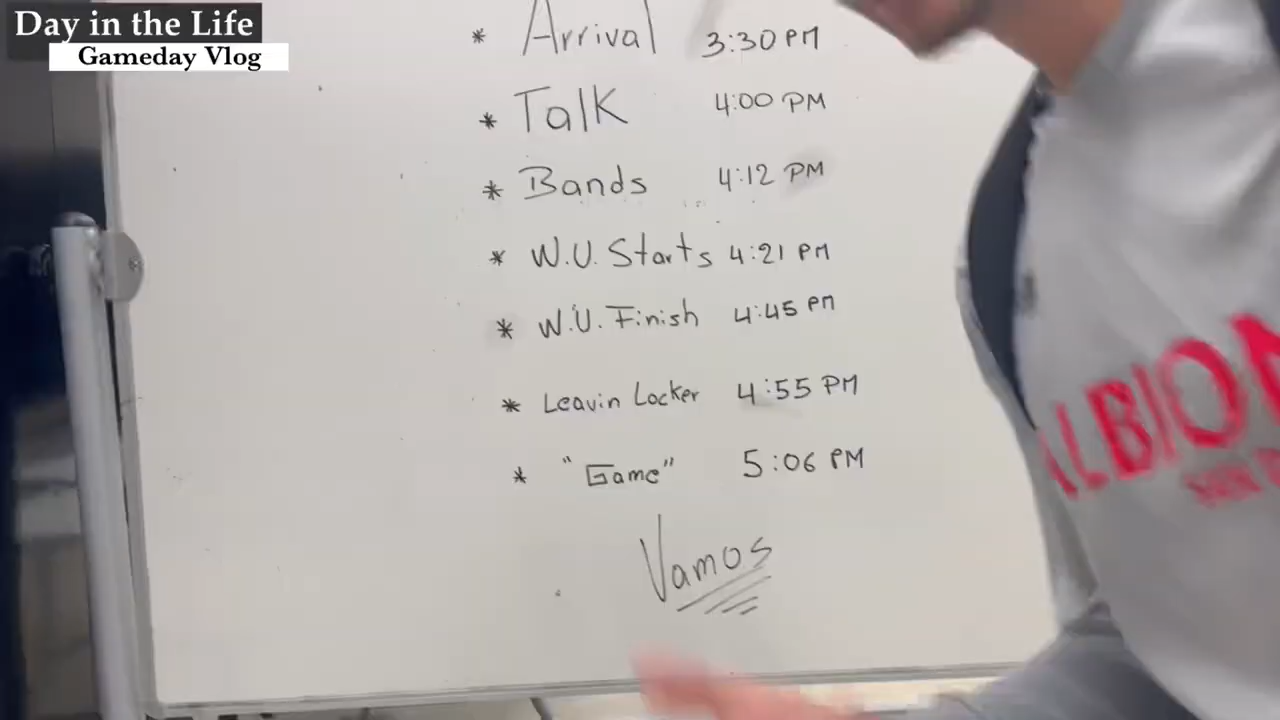 Day in the Life
Gameday Vlog
* Arrival 3:30 PM
* Talk 4:00 PM
* Bands 4:12 PM
* W.U. Starts 4:21 PM
* W.U. Finish 4:45 PM
* Leavin Locker 4:55 PM
* "Game" 5:06 PM
Vamos
ALBION
SAN